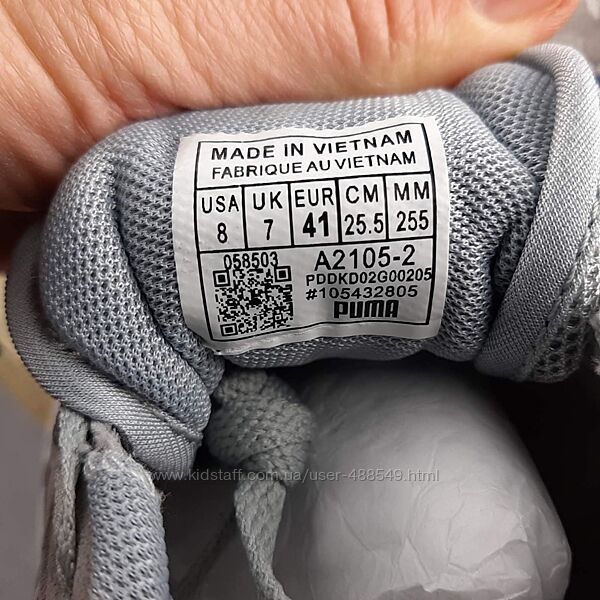 MADE IN VIETNAM
FABRIQUE AU VIETNAM
USA UK EUR CM MM
8 7 41 25.5 255
058503
A2105-2
PDDKD02G00205
#105432805
PUMA
www.kidstaff.com.ua/user-488549.html